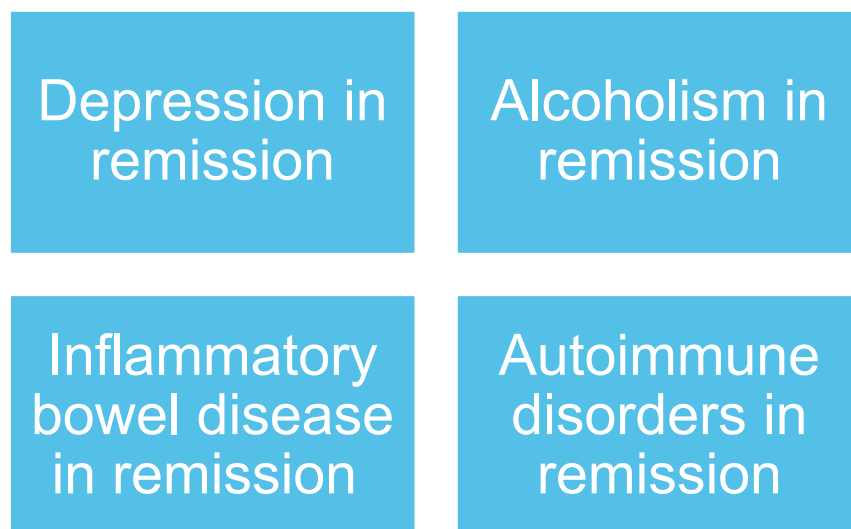 Depression in
remission
Alcoholism in
remission
Inflammatory
bowel disease
in remission
Autoimmune
disorders in
remission